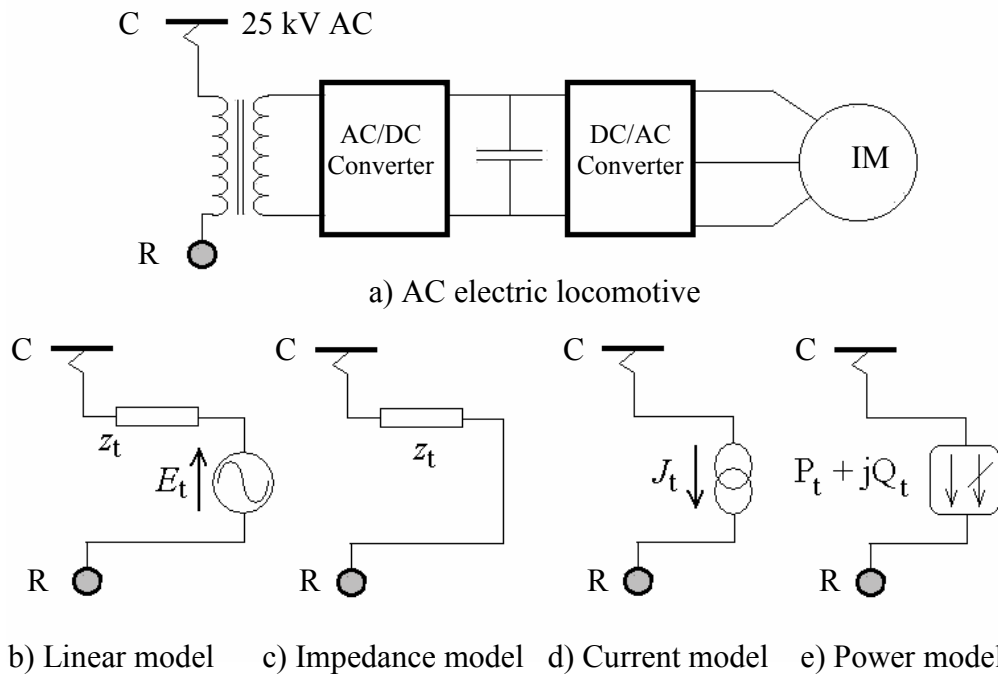 C 25 kV AC
AC/DC
Converter
DC/AC
Converter
IM
R
a) AC electric locomotive
C C C C
z_t z_t
E_t J_t P_t + jQ_t
R R R R
b) Linear model c) Impedance model d) Current model e) Power model